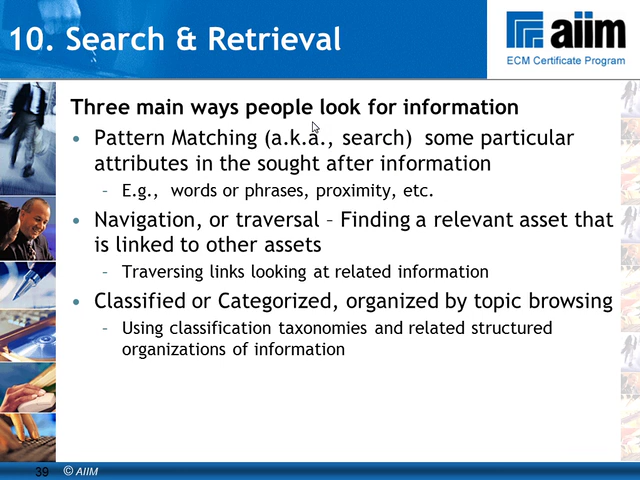 10. Search & Retrieval
aiim
ECM Certificate Program
Three main ways people look for information
• Pattern Matching (a.k.a., search)  some particular
attributes in the sought after information
– E.g.,  words or phrases, proximity, etc.
• Navigation, or traversal – Finding a relevant asset that
is linked to other assets
– Traversing links looking at related information
• Classified or Categorized, organized by topic browsing
– Using classification taxonomies and related structured
organizations of information
39 © AIIM